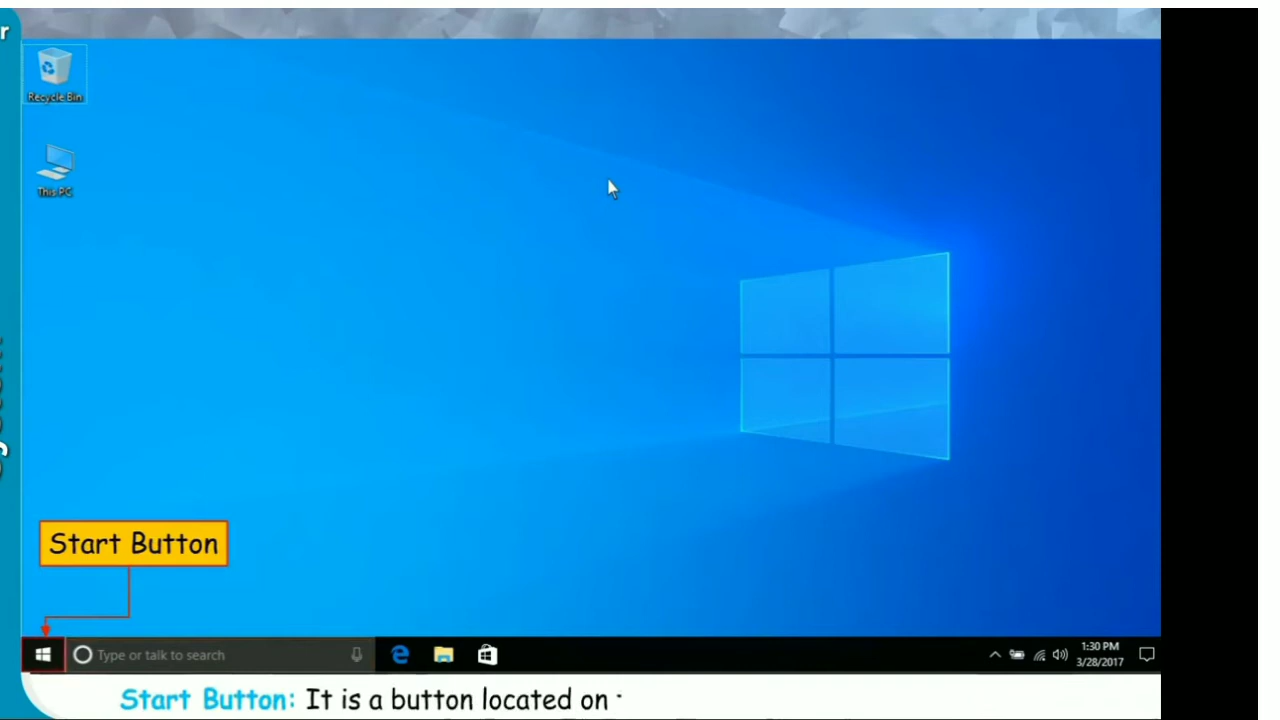 r
Recycle Bin
This PC
Start Button
Type or talk to search
1:30 PM
3/28/2017
Start Button: It is a button located on